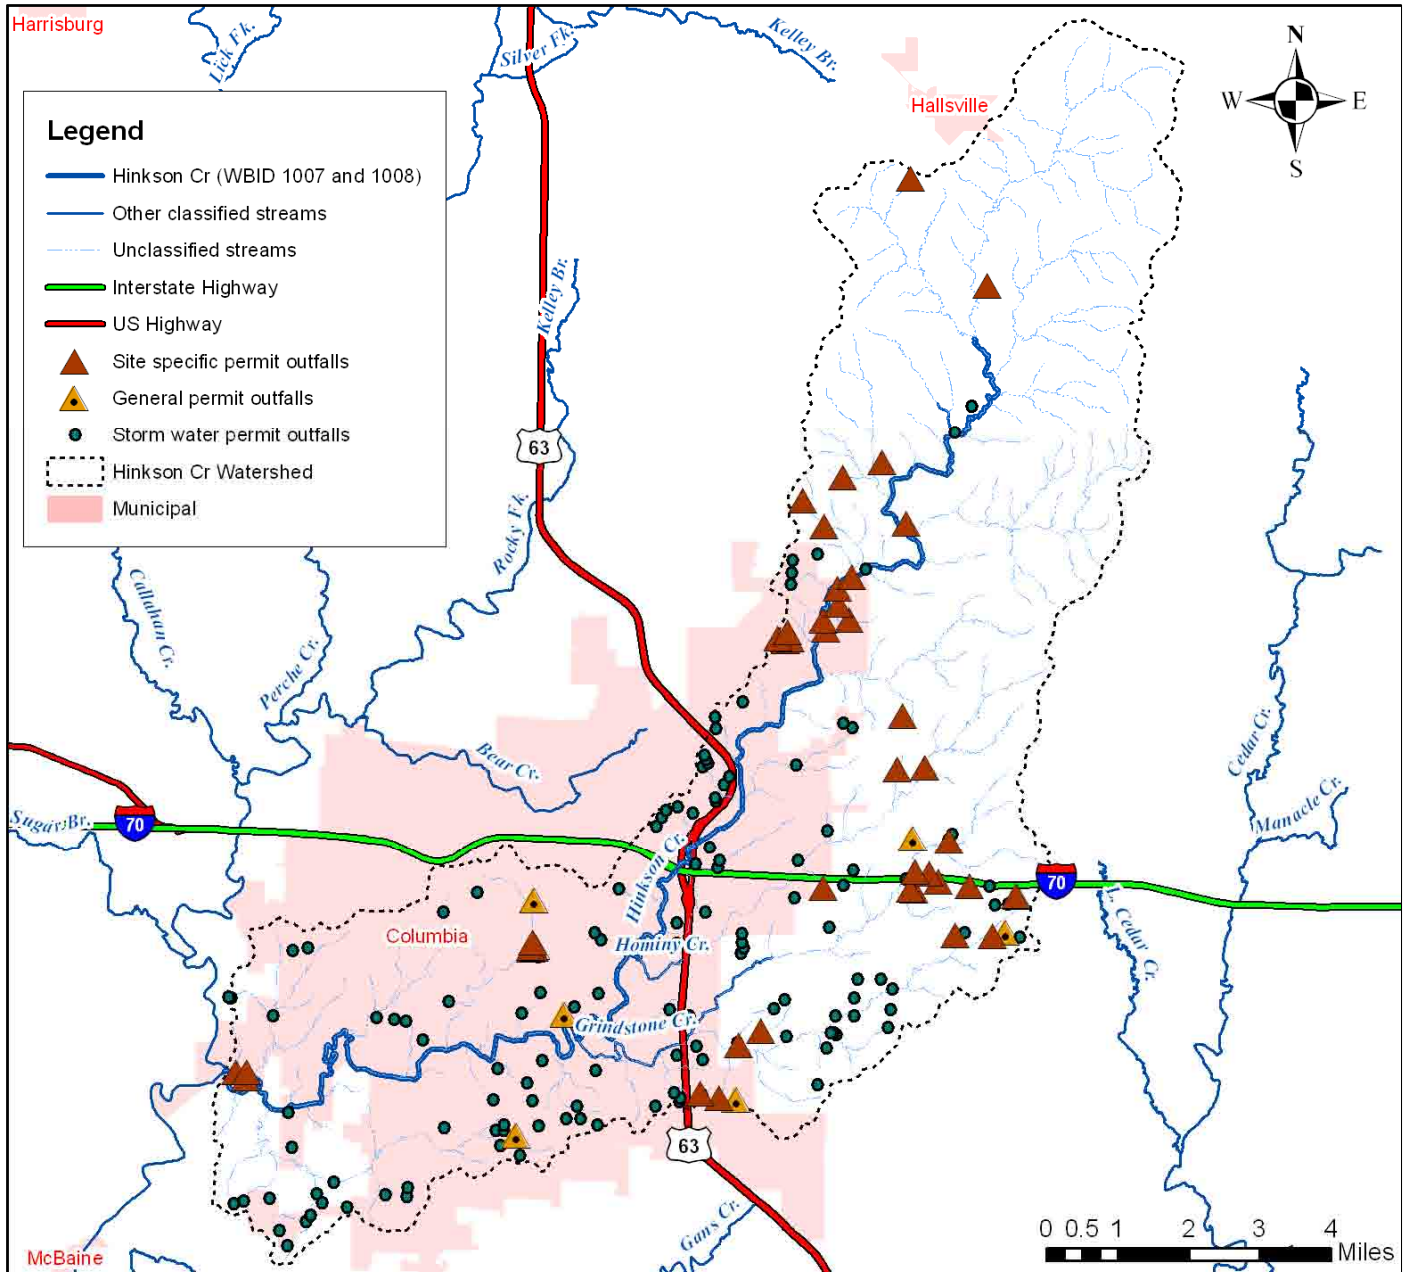 Harrisburg
Lick Fk.
Silver Fk.
Kelley Br.
Hallsville
N
W
E
S
Legend
Hinkson Cr (WBID 1007 and 1008)
Other classified streams
Unclassified streams
Interstate Highway
US Highway
Site specific permit outfalls
General permit outfalls
Storm water permit outfalls
Hinkson Cr Watershed
Municipal
Kelley Br.
63
Rocky Fk.
Callahan Cr.
Perche Cr.
Bear Cr.
Cedar Cr.
Manacle Cr.
Sugar Br.
70
Hinkson Cr.
70
L. Cedar Cr.
Columbia
Hominy Cr.
Grindstone Cr.
63
Gans Cr.
McBaine
0 0.5 1 2 3 4
Miles